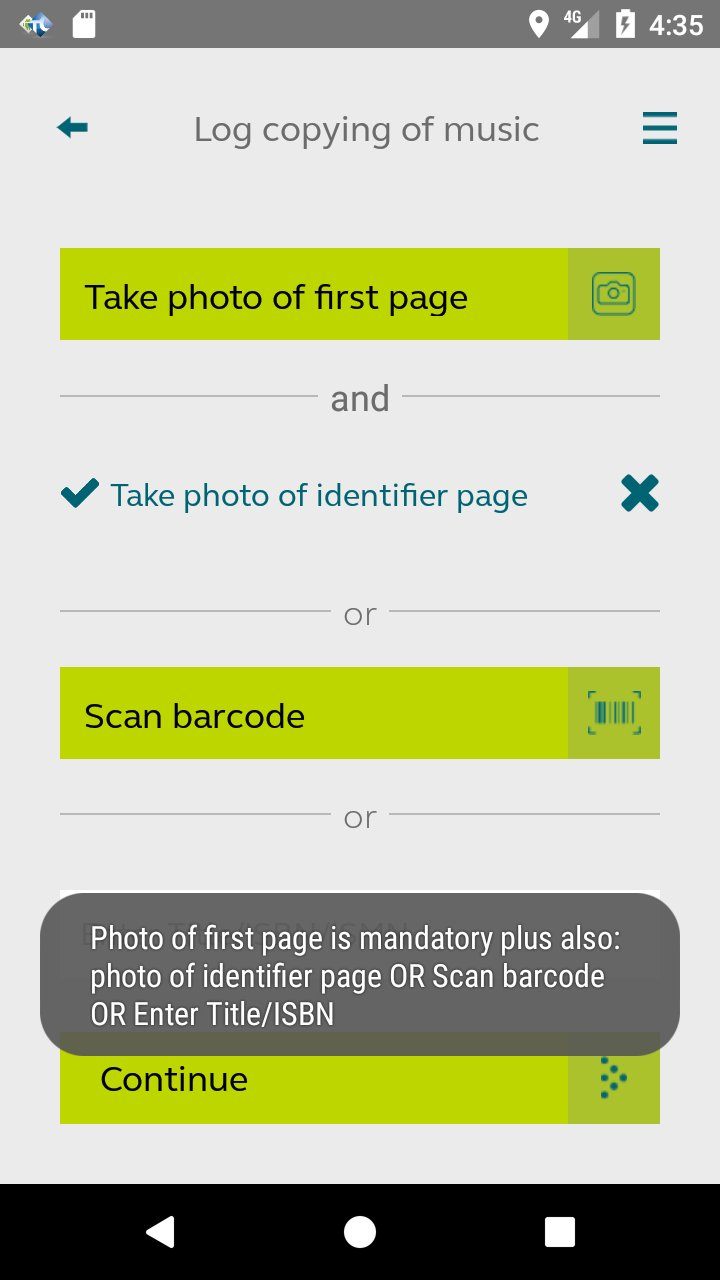 4G 4:35
Log copying of music
Take photo of first page
and
Take photo of identifier page
or
Scan barcode
or
Photo of first page is mandatory plus also:
photo of identifier page OR Scan barcode
OR Enter Title/ISBN
Continue